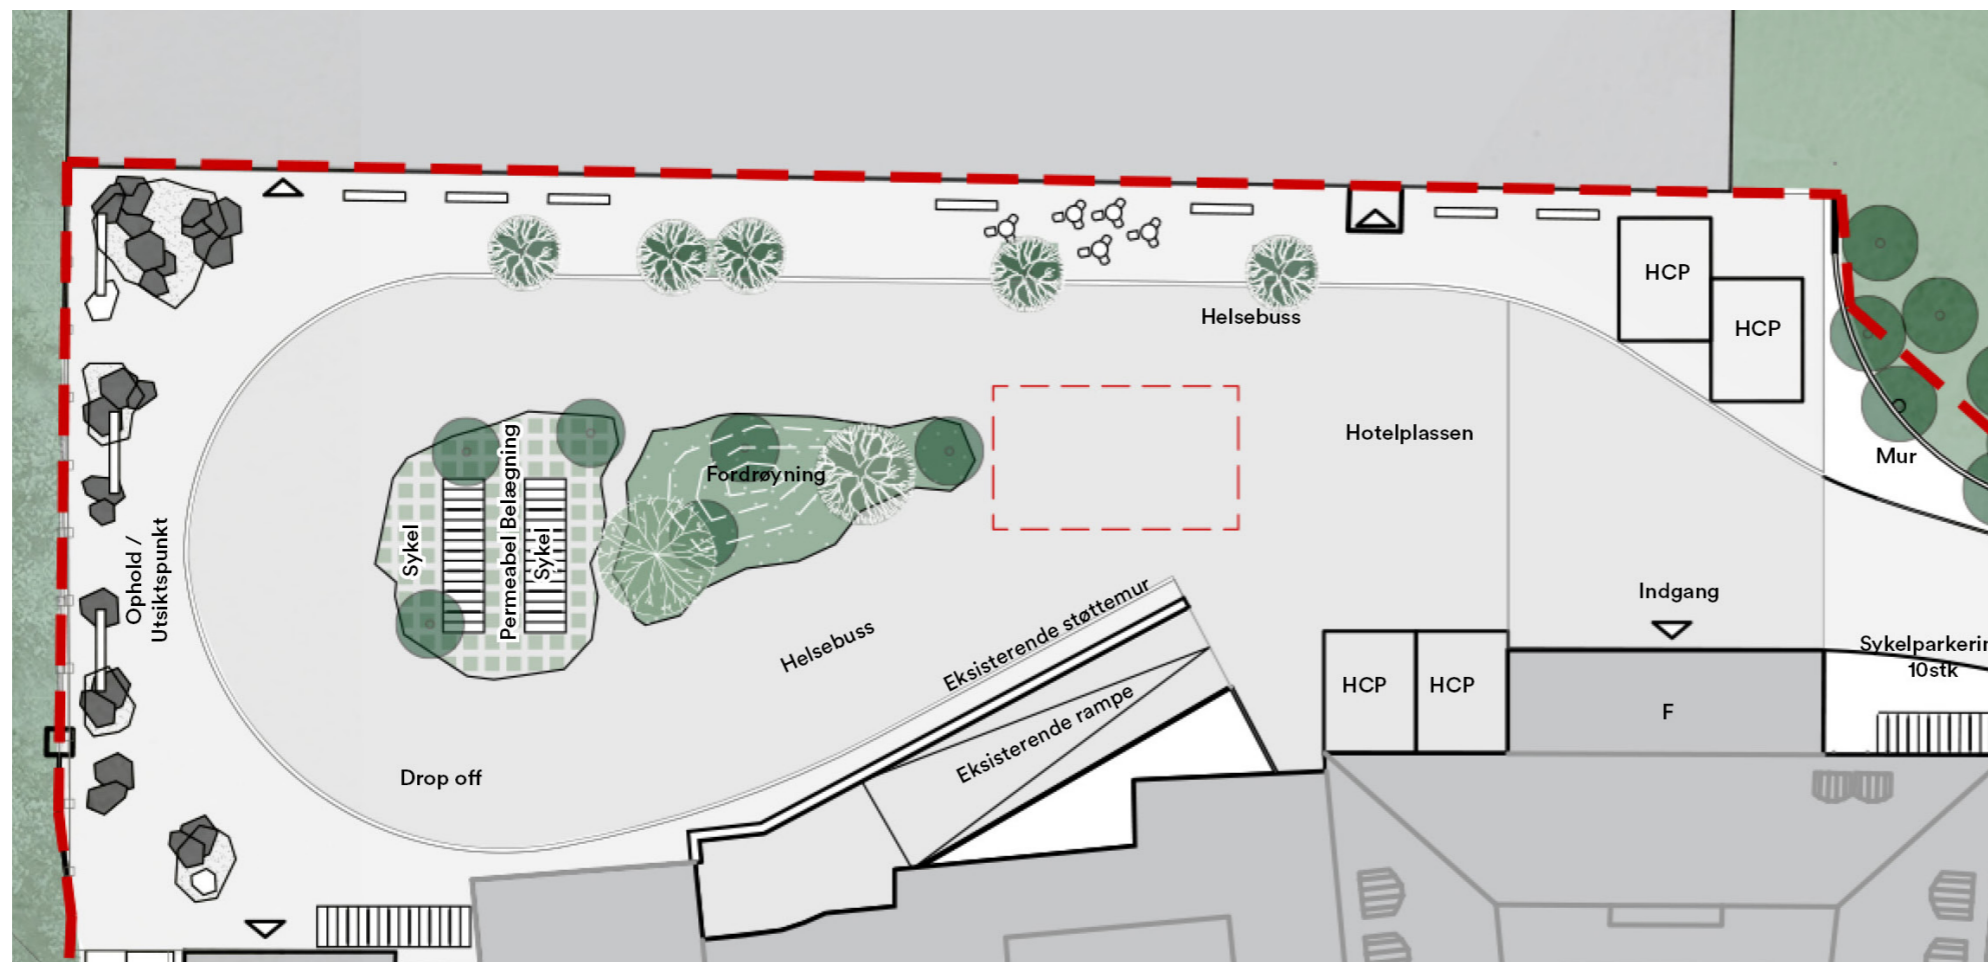 HCP
HCP
Helsebuss
Hotelplassen
Mur
Fordrøyning
Sykel
Permeabel Belægning
Sykel
Ophold /
Utsiktspunkt
Indgang
Eksisterende støttemur
Helsebuss
Sykelparkerin
10stk
HCP
HCP
F
Eksisterende rampe
Drop off